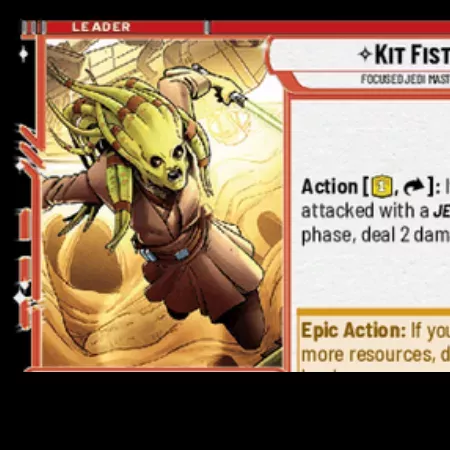 LEADER
KIT FIST
FOCUSED JEDI MAST
Action [1, ]: I
attacked with a JE
phase, deal 2 dam
Epic Action: If you
more resources, d